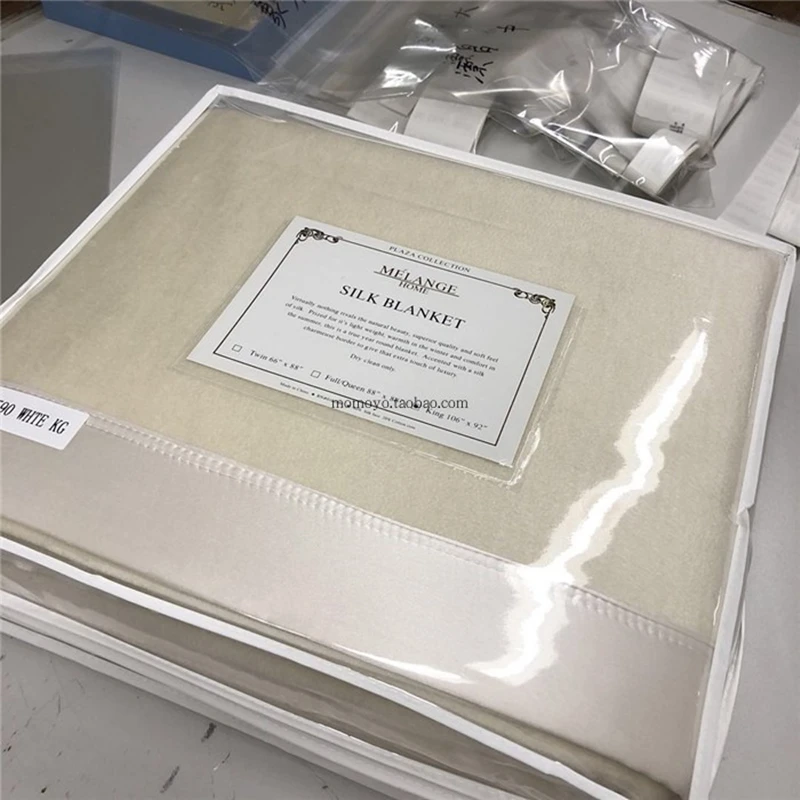 PLAZA COLLECTION
MELANGE
HOME
SILK BLANKET
Virtually nothing rivals the natural beauty, superior quality and soft feel
of silk. Prized for it's light weight, warmth in the winter and comfort in
the summer, this is a true year round blanket. Accented with a silk
charmeuse border to give that extra touch of luxury.
Dry clean only.
Twin 66" x 88"
Full/Queen 88"
King 106" x 92"
Made in China
momoyo.taobao.com
90 WHTE KG